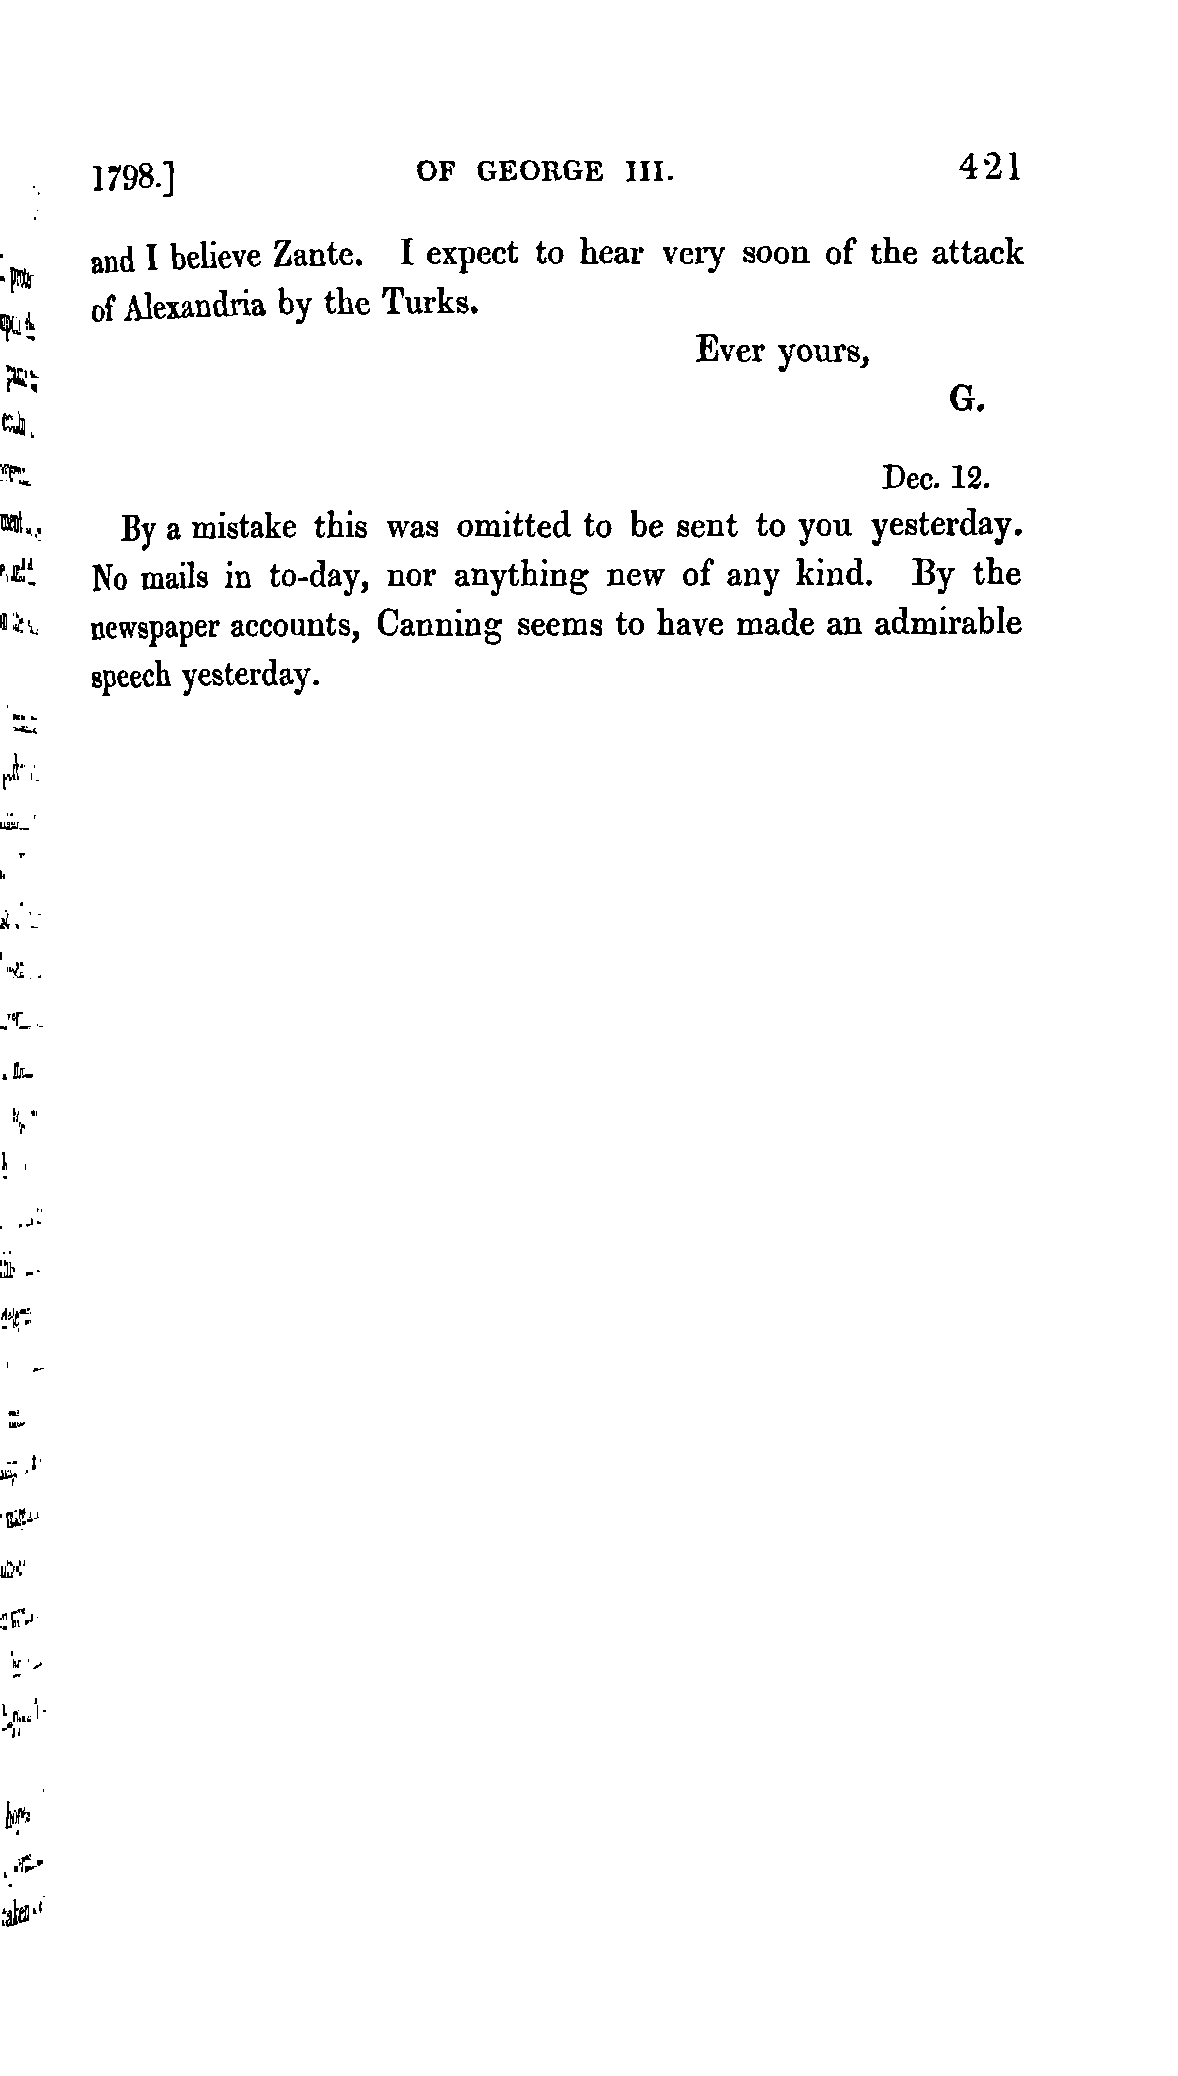 1798.] OF GEORGE III. 421
and I believe Zante. I expect to hear very soon of the attack
of Alexandria by the Turks.
Ever yours,
G.
Dec. 12.
By a mistake this was omitted to be sent to you yesterday.
No mails in to-day, nor anything new of any kind. By the
newspaper accounts, Canning seems to have made an admirable
speech yesterday.